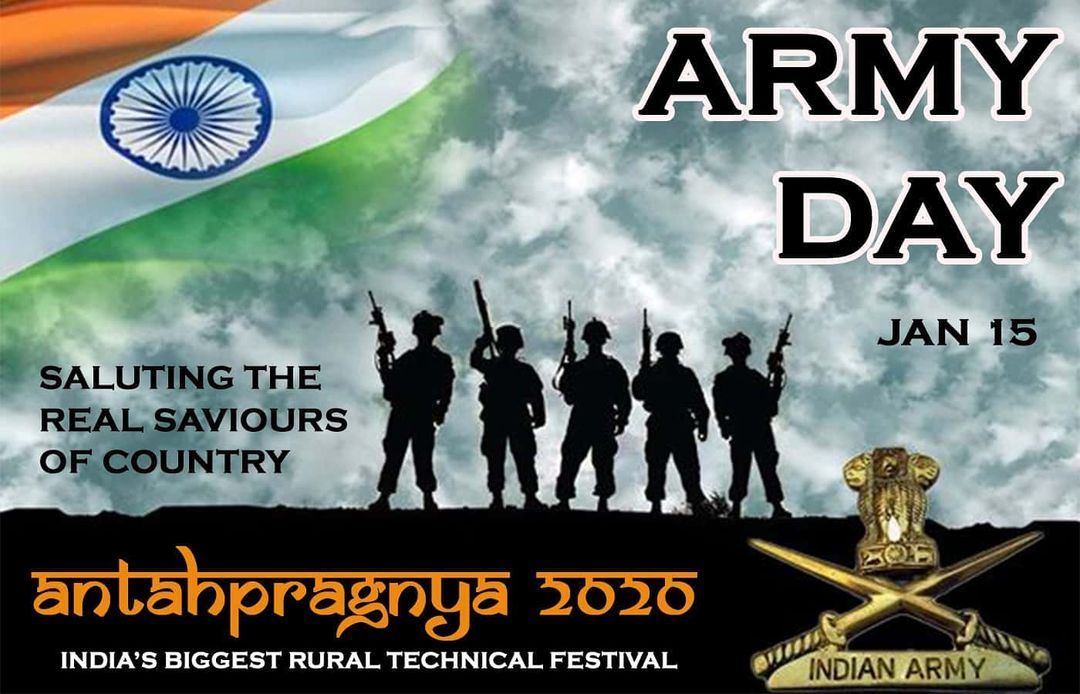 ARMY
DAY
JAN 15
SALUTING THE
REAL SAVIOURS
OF COUNTRY
antahpragnya 2020
INDIA'S BIGGEST RURAL TECHNICAL FESTIVAL
INDIAN ARMY